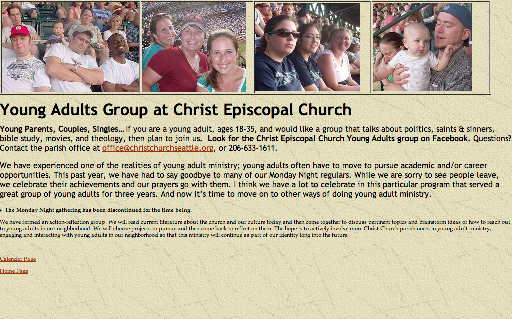 Young Adults Group at Christ Episcopal Church
Young Parents, Couples, Singles...if you are a young adult, ages 18-35, and would like a group that talks about politics, saints & sinners,
bible study, movies, and theology, then plan to join us. Look for the Christ Episcopal Church Young Adults group on Facebook. Questions?
Contact the parish office at office@christchurchseattle.org, or 206-633-1611.
We have experienced one of the realities of young adult ministry; young adults often have to move to pursue academic and/or career
opportunities. This past year, we have had to say goodbye to many of our Monday Night regulars. While we are sorry to see people leave,
we celebrate their achievements and our prayers go with them. I think we have a lot to celebrate in this particular program that served a
great group of young adults for three years. And now it's time to move on to other ways of doing young adult ministry.
• The Monday Night gathering has been discontinued for the time being.
We have formed an action-reflection group. We will read current literature about the church and our culture today and then come together to discuss pertinent topics and brainstorm ideas of how to reach out
to young adults in our neighborhood. We will choose projects to pursue and then come back to reflect on them. The hope is to actively involve more Christ Church parishioners in young adult ministry,
engaging and interacting with young adults in our neighborhood so that this ministry will continue as part of our identity long into the future.
Calendar Page
Home Page